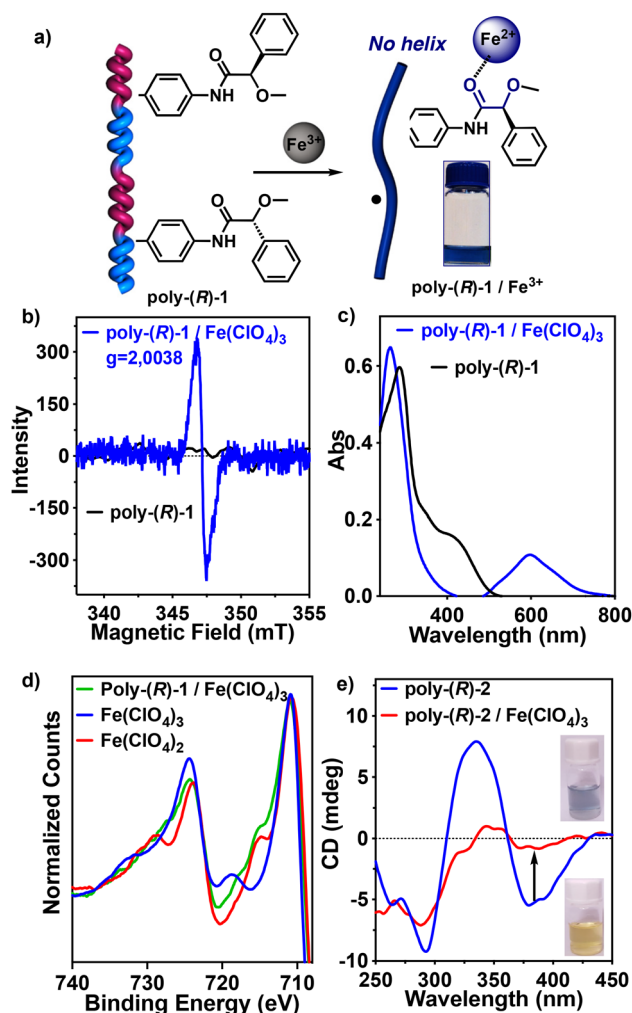 a)
O
NH
O
poly-(R)-1
Fe3+
No helix
Fe2+
O
O
NH
poly-(R)-1 / Fe3+
O
NH
O
b)
poly-(R)-1 / Fe(ClO4)3
g=2,0038
poly-(R)-1
Intensity
300
150
0
-150
-300
340
345
350
355
Magnetic Field (mT)
c)
poly-(R)-1 / Fe(ClO4)3
poly-(R)-1
Abs
0.6
0.4
0.2
0.0
400
600
800
Wavelength (nm)
d)
Poly-(R)-1 / Fe(ClO4)3
Fe(ClO4)3
Fe(ClO4)2
Normalized Counts
740
730
720
710
Binding Energy (eV)
e)
poly-(R)-2
poly-(R)-2 / Fe(ClO4)3
CD (mdeg)
10
5
0
-5
-10
250
300
350
400
450
Wavelength (nm)